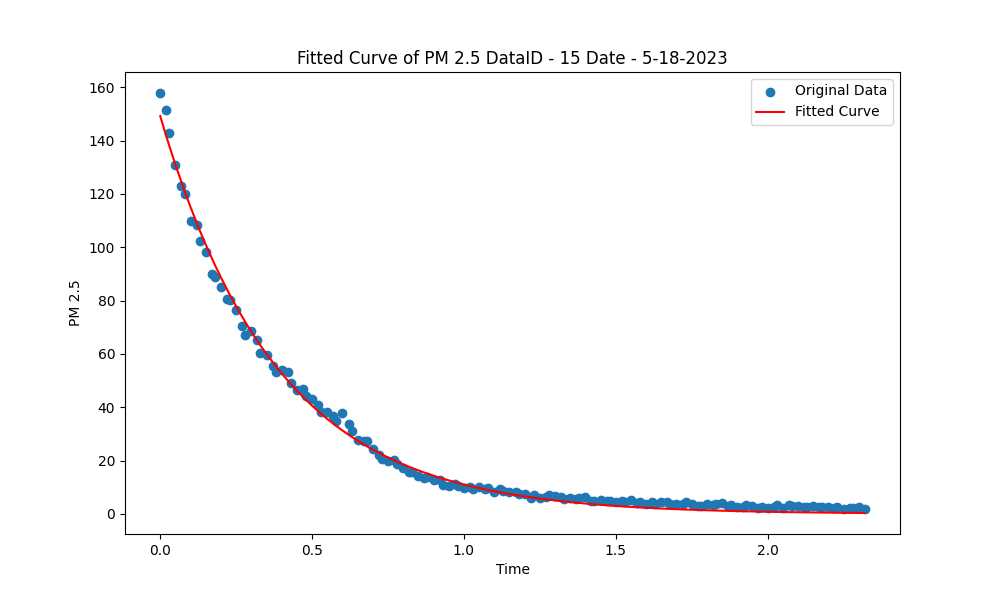 Fitted Curve of PM 2.5 DataID - 15 Date - 5-18-2023
Original Data
Fitted Curve
PM 2.5
160
140
120
100
80
60
40
20
0
0.0 0.5 1.0 1.5 2.0
Time